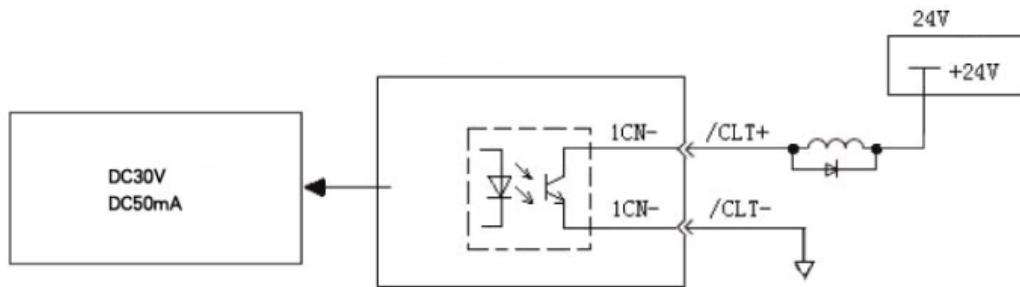 24V
+24V
1CN-
/CLT+
DC30V
DC50mA
1CN-
/CLT-